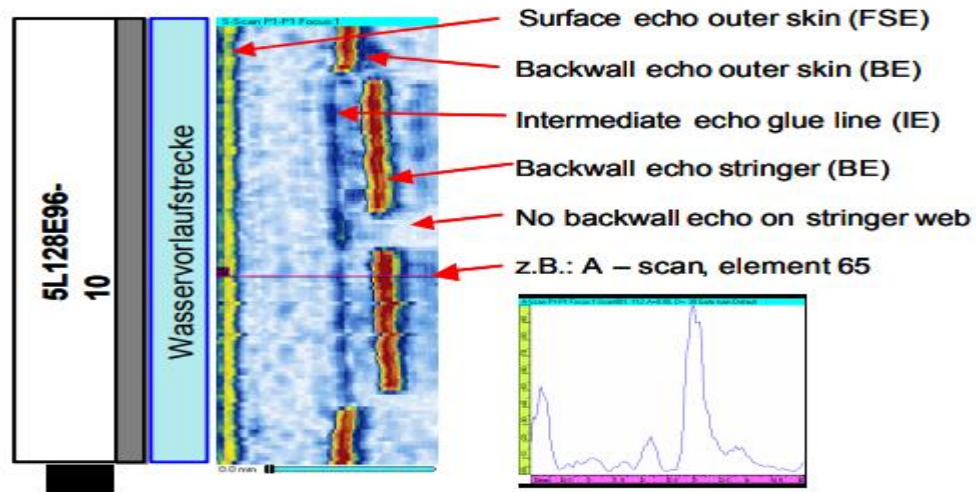 S-Scan P1-P1 Focus:1
Surface echo outer skin (FSE)
Backwall echo outer skin (BE)
Intermediate echo glue line (IE)
Backwall echo stringer (BE)
No backwall echo on stringer web
z.B.: A – scan, element 65
5L128E96-
10
Wasservorlaufstrecke
0.0 mm